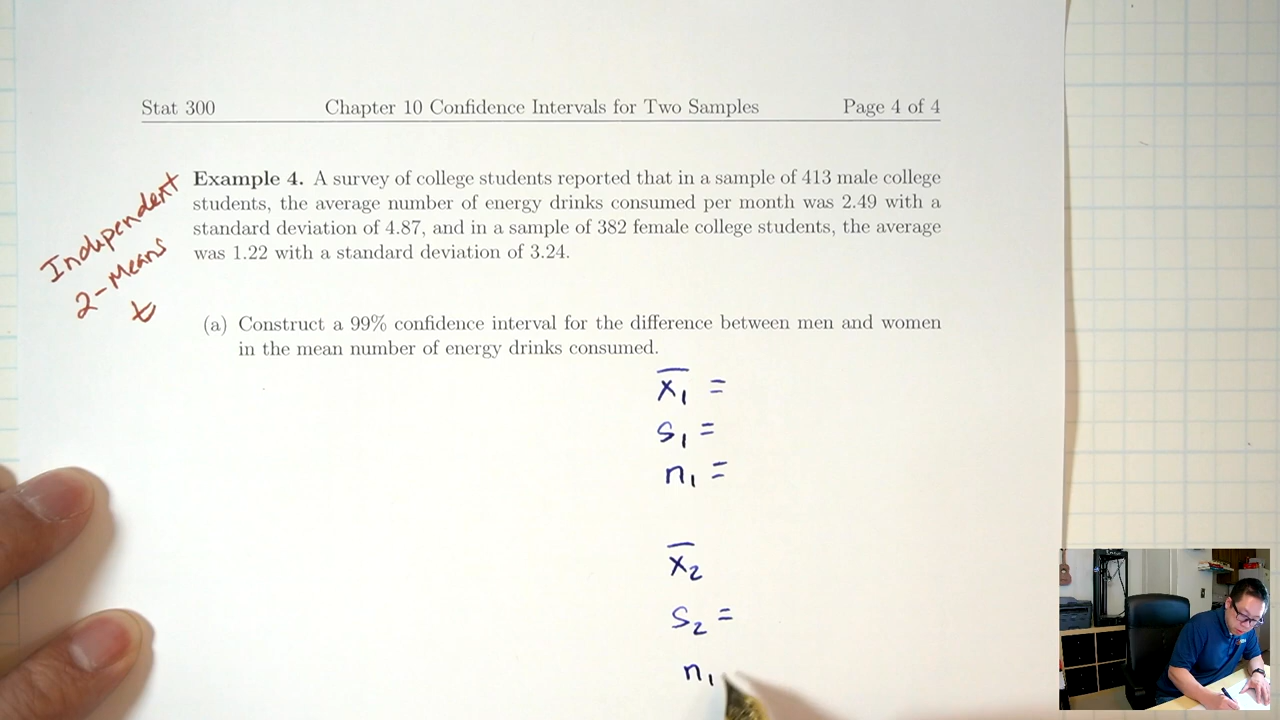 Stat 300 Chapter 10 Confidence Intervals for Two Samples Page 4 of 4
Independent
2-Means
t
Example 4. A survey of college students reported that in a sample of 413 male college
students, the average number of energy drinks consumed per month was 2.49 with a
standard deviation of 4.87, and in a sample of 382 female college students, the average
was 1.22 with a standard deviation of 3.24.
(a) Construct a 99% confidence interval for the difference between men and women
in the mean number of energy drinks consumed.
x̄₁ =
s₁ =
n₁ =
x̄₂
s₂ =
n₁